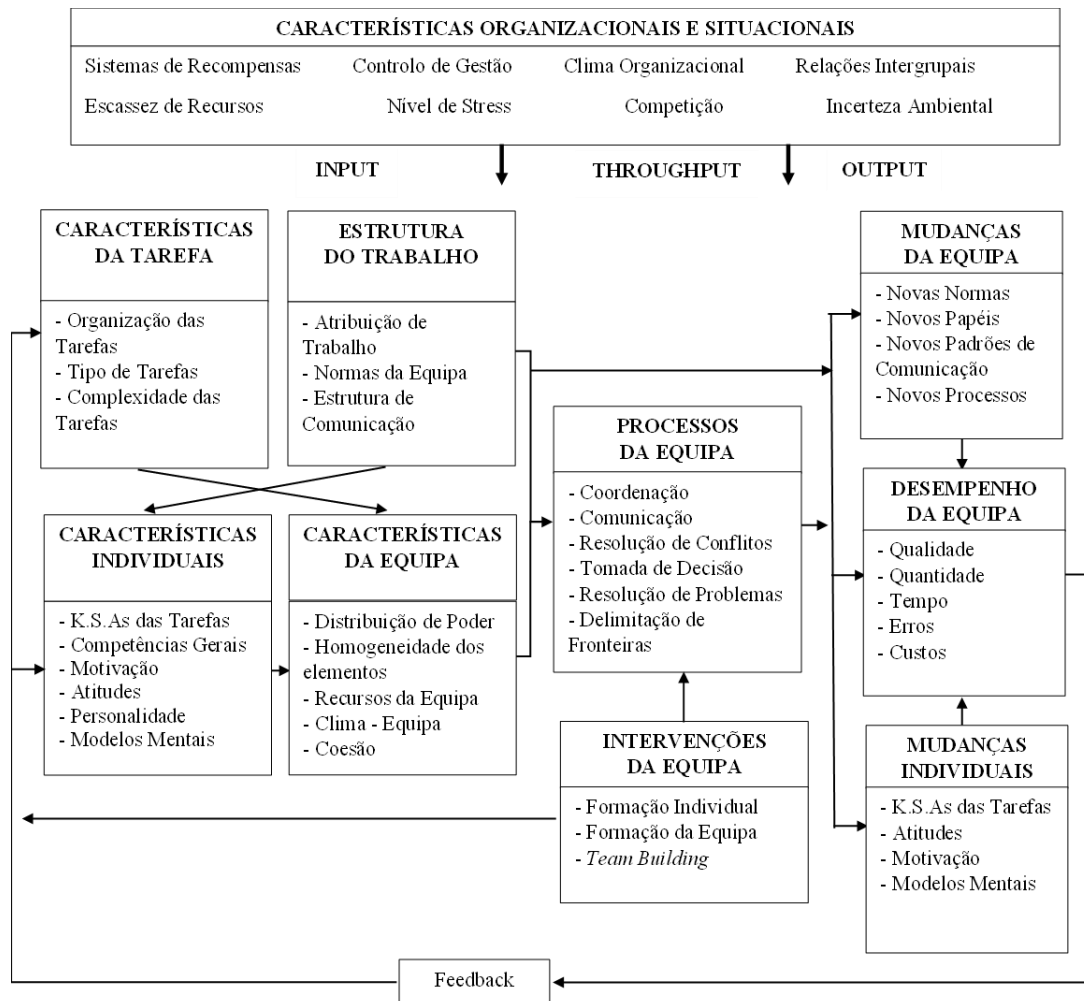 CARACTERÍSTICAS ORGANIZACIONAIS E SITUACIONAIS
Sistemas de Recompensas Controlo de Gestão Clima Organizacional Relações Intergrupais
Escassez de Recursos Nível de Stress Competição Incerteza Ambiental
INPUT THROUGHPUT OUTPUT
CARACTERÍSTICAS
DA TAREFA
- Organização das
Tarefas
- Tipo de Tarefas
- Complexidade das
Tarefas
ESTRUTURA
DO TRABALHO
- Atribuição de
Trabalho
- Normas da Equipa
- Estrutura de
Comunicação
MUDANÇAS
DA EQUIPA
- Novas Normas
- Novos Papéis
- Novos Padrões de
Comunicação
- Novos Processos
PROCESSOS
DA EQUIPA
- Coordenação
- Comunicação
- Resolução de Conflitos
- Tomada de Decisão
- Resolução de Problemas
- Delimitação de
Fronteiras
DESEMPENHO
DA EQUIPA
- Qualidade
- Quantidade
- Tempo
- Erros
- Custos
CARACTERÍSTICAS
INDIVIDUAIS
- K.S.As das Tarefas
- Competências Gerais
- Motivação
- Atitudes
- Personalidade
- Modelos Mentais
CARACTERÍSTICAS
DA EQUIPA
- Distribuição de Poder
- Homogeneidade dos
elementos
- Recursos da Equipa
- Clima - Equipa
- Coesão
INTERVENÇÕES
DA EQUIPA
- Formação Individual
- Formação da Equipa
- Team Building
MUDANÇAS
INDIVIDUAIS
- K.S.As das Tarefas
- Atitudes
- Motivação
- Modelos Mentais
Feedback